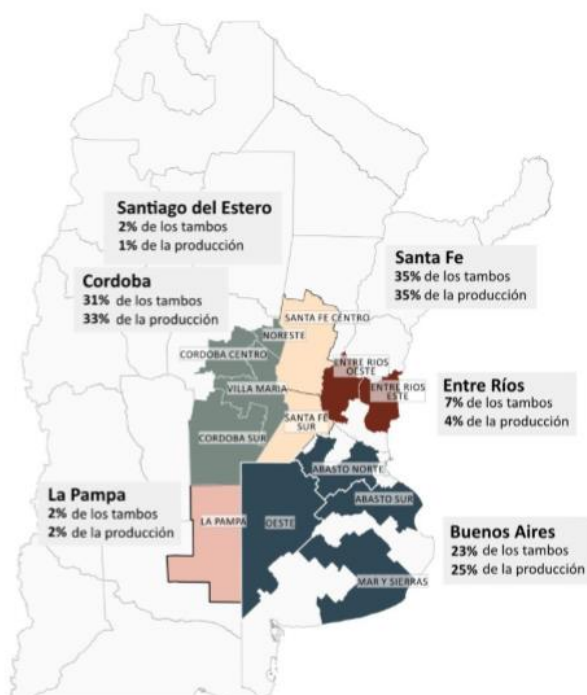 Santiago del Estero
2% de los tambos
1% de la producción
Cordoba
31% de los tambos
33% de la producción
Santa Fe
35% de los tambos
35% de la producción
SANTA FE CENTRO
NORESTE
CORDOBA CENTRO
ENTRE RIOS
OESTE
VILLA MARIA
ENTRE RIOS
ESTE
Entre Ríos
7% de los tambos
4% de la producción
SANTA FE
SUR
CORDOBA SUR
ABASTO NORTE
La Pampa
2% de los tambos
2% de la producción
ABASTO SUR
LA PAMPA
OESTE
Buenos Aires
23% de los tambos
25% de la producción
MAR Y SIERRAS